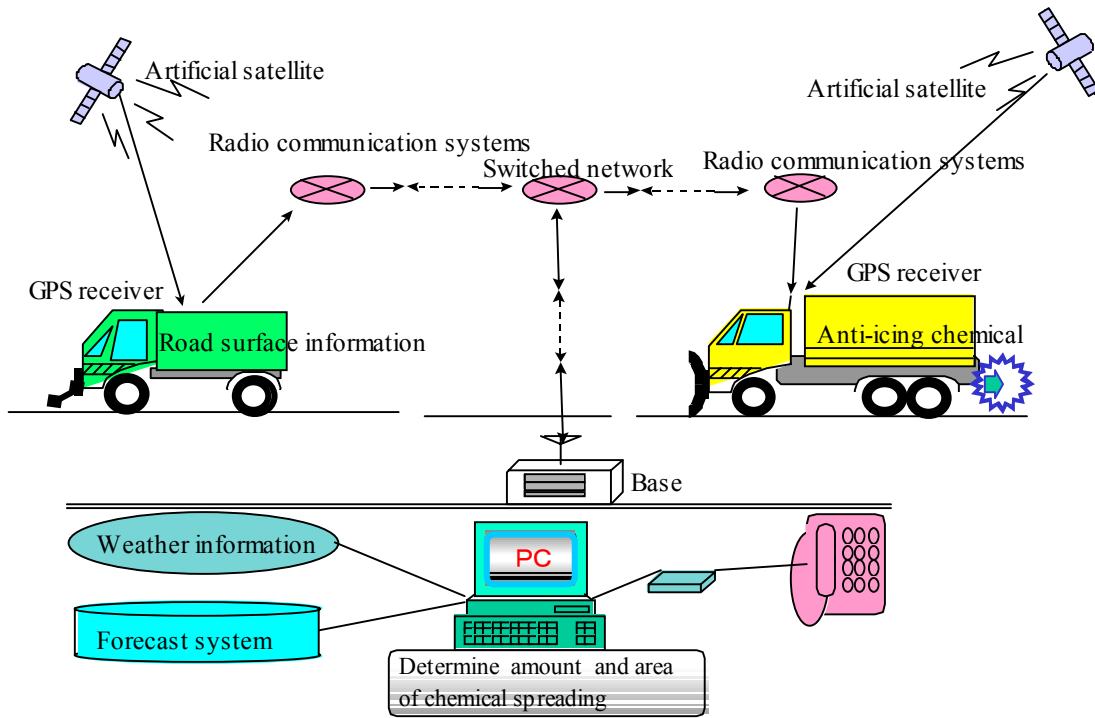 Artificial satellite
Artificial satellite
Radio communication systems
Switched network
Radio communication systems
GPS receiver
GPS receiver
Road surface information
Anti-icing chemical
Base
Weather information
PC
Forecast system
Determine amount and area
of chemical spreading